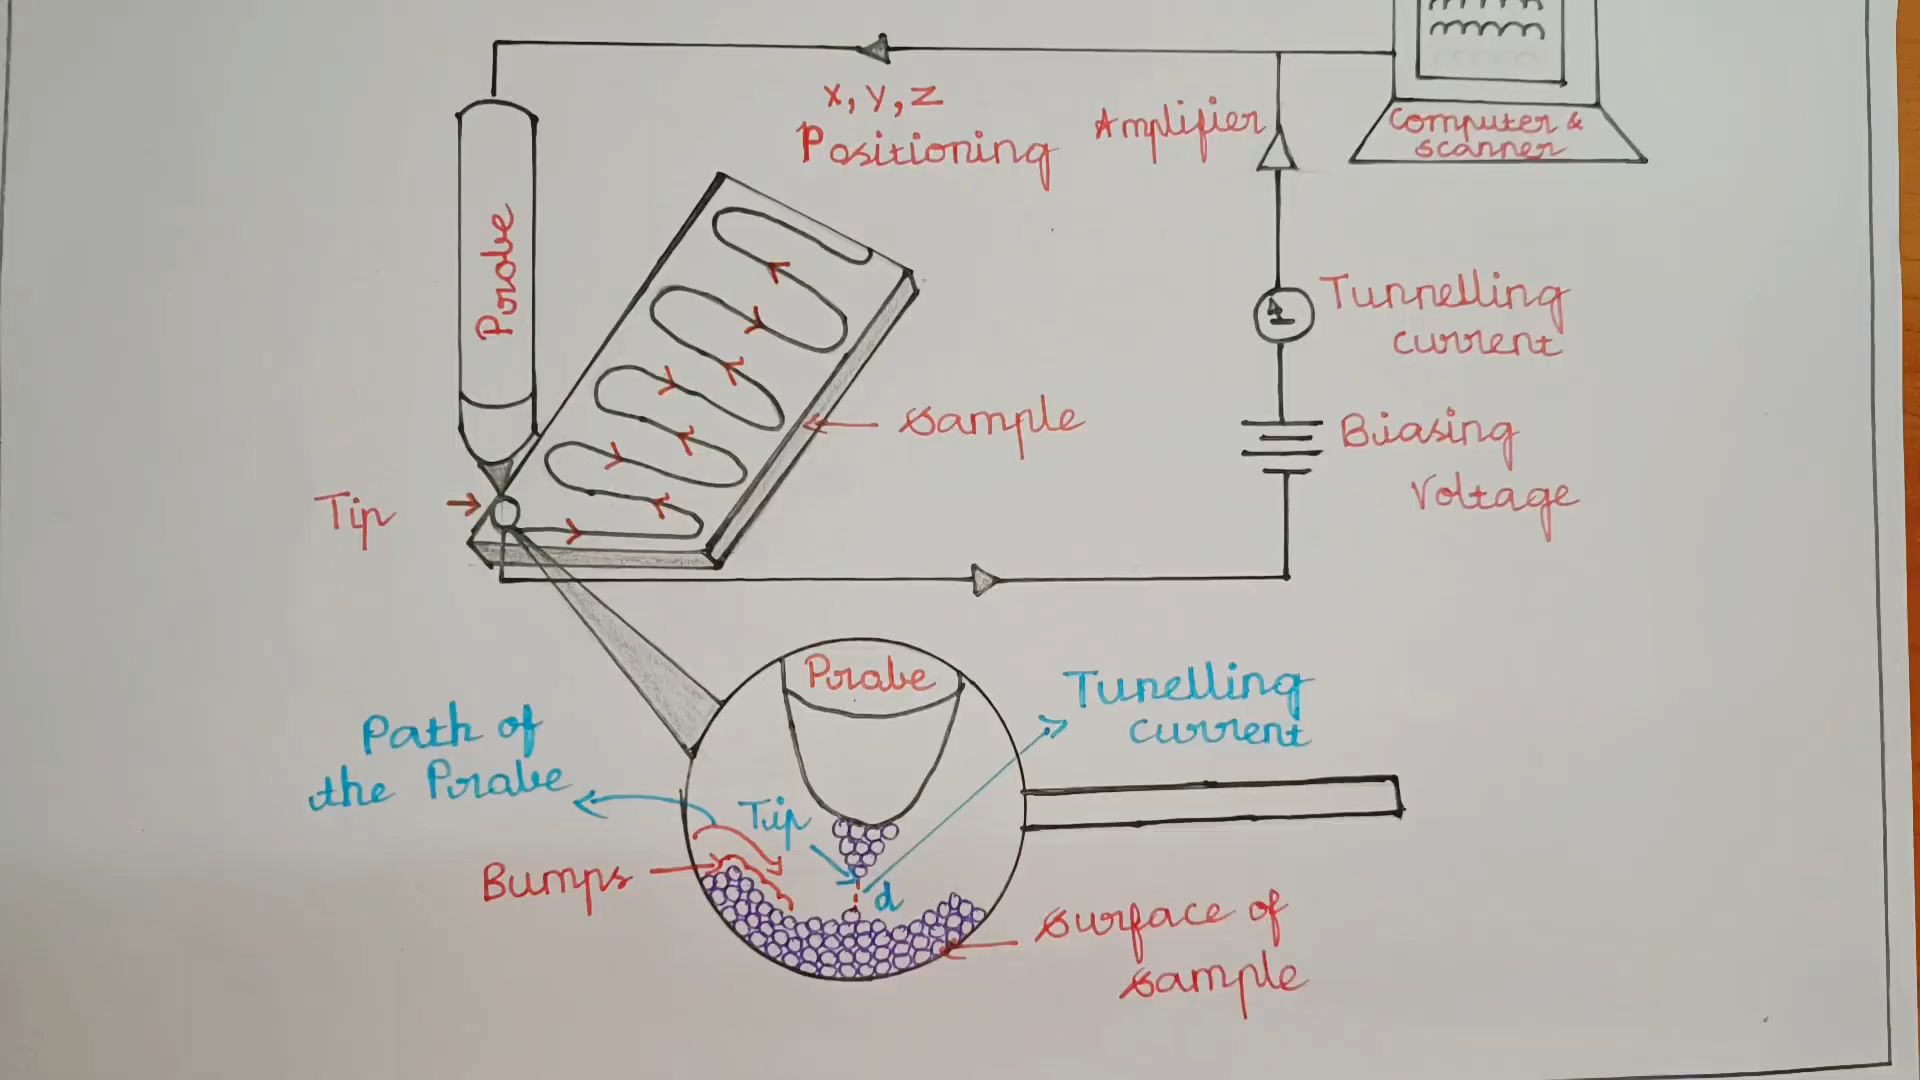 x, y, z
Positioning
Amplifier
Computer &
scanner
Probe
Tunnelling
current
sample
Biasing
Voltage
Tip
Probe
Tunelling
current
Path of
the Probe
Tip
Bumps
d
surface of
sample